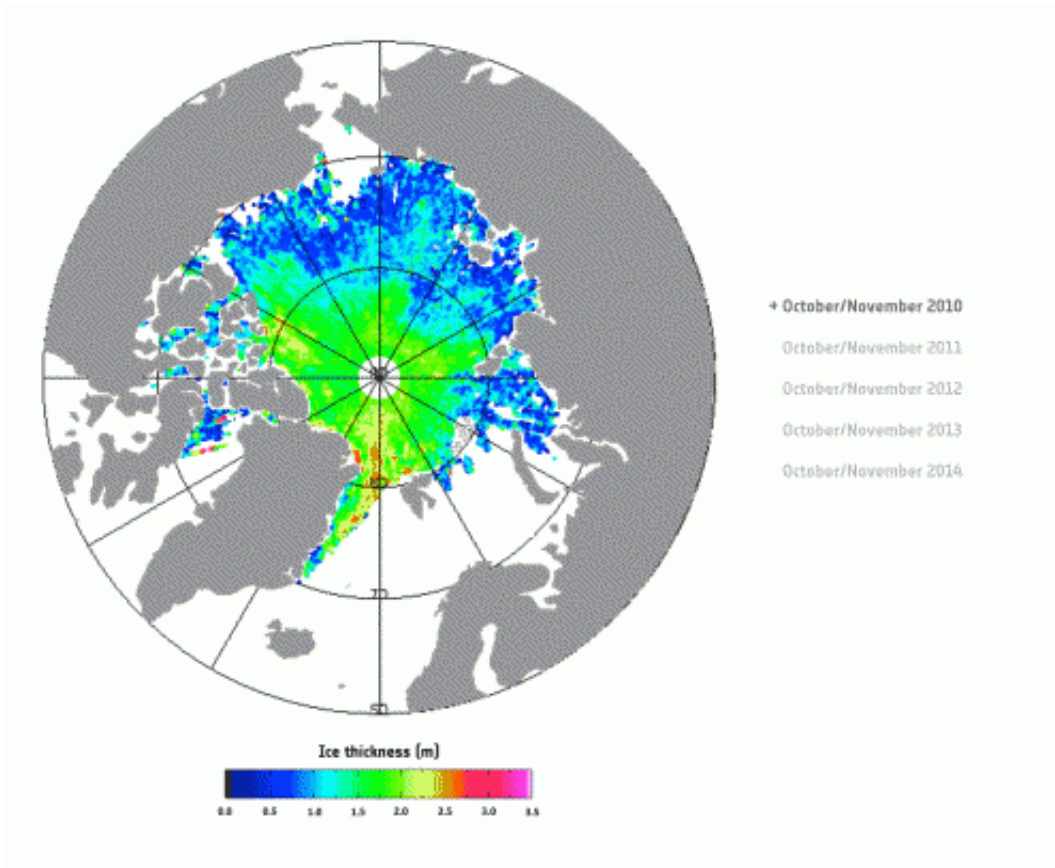 + October/November 2010
October/November 2011
October/November 2012
October/November 2013
October/November 2014
80
70
Ice thickness (m)
0.0 0.5 1.0 1.5 2.0 2.5 3.0 3.5